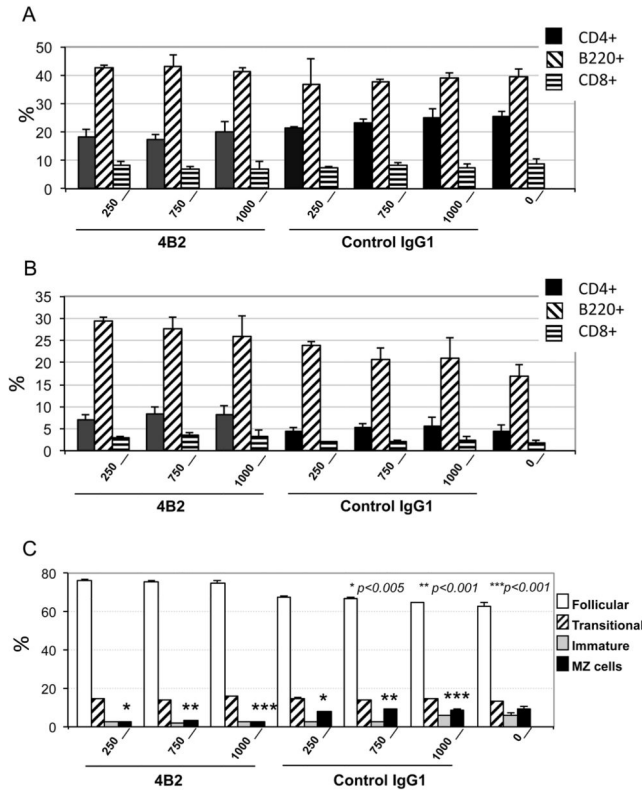 A
CD4+
B220+
CD8+
50
40
30
20
10
0
%
250 750 1000 250 750 1000 0
4B2 Control IgG1
B
CD4+
B220+
CD8+
35
30
25
20
15
10
5
0
%
250 750 1000 250 750 1000 0
4B2 Control IgG1
C
80
60
40
20
0
%
* p<0.005 ** p<0.001 ***p<0.001
Follicular
Transitional
Immature
MZ cells
* ** *** * ** ***
250 750 1000 250 750 1000 0
4B2 Control IgG1